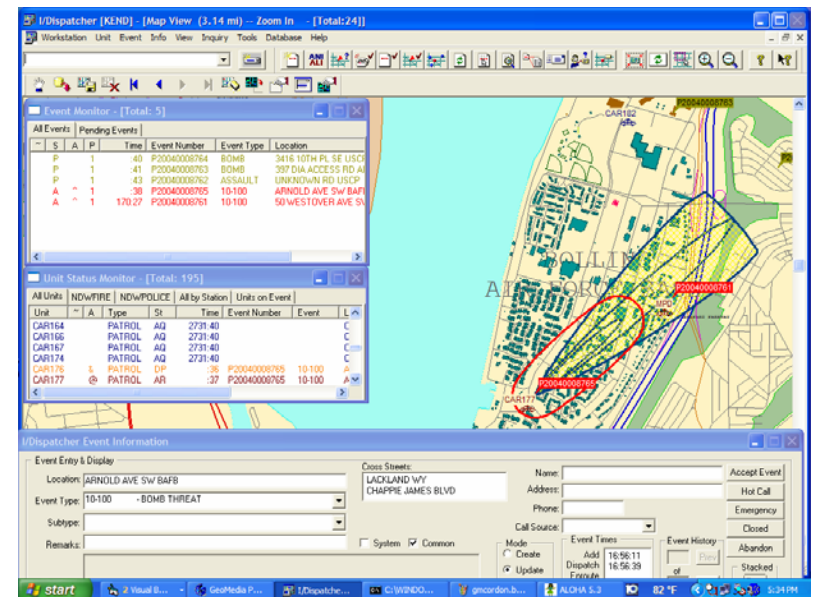 I/Dispatcher [KEND] - [Map View (3.14 mi) -- Zoom In - [Total:24]]
Workstation Unit Event Info View Inquiry Tools Database Help
ANI
ALI
Event Monitor - [Total: 5]
All Events Pending Events
~ S A P Time Event Number Event Type Location
P 1 :40 P20040008764 BOMB 3416 10TH PL SE USCP
P 1 :41 P20040008763 BOMB 397 DIA ACCESS RD
P 1 :43 P20040008762 ASSAULT UNKNOWN RD USCP
A ^ 1 :38 P20040008765 10-100 ARNOLD AVE SW BAF
A ^ 1 170:27 P20040008761 10-100 50 WESTOVER AVE S
Unit Status Monitor - [Total: 195]
All Units NDWFIRE NDWPOLICE All by Station Units on Event
Unit ~ A Type St Time Event Number Event L
CAR164 PATROL AQ 2731:40 C
CAR166 PATROL AQ 2731:40 C
CAR167 PATROL AQ 2731:40 C
CAR174 PATROL AQ 2731:40 C
CAR176 & PATROL DP :36 P20040008765 10-100 A
CAR177 @ PATROL AR :37 P20040008765 10-100 A
P20040008763
CAR182
BOLLIN
AIR FORCE
P20040008761
MPD
P20040008765
CAR177
I/Dispatcher Event Information
Event Entry & Display
Location: ARNOLD AVE SW BAFB
Event Type: 10-100 - BOMB THREAT
Subtype:
Remarks:
Cross Streets:
LACKLAND WY
CHAPPIE JAMES BLVD
System Common
Name:
Address:
Phone:
Call Source:
Mode
Create
Update
Event Times
Add 16:56:11
Dispatch 16:56:39
Enroute
Event History
Prev
of
Accept Event
Hot Call
Emergency
Closed
Abandon
Stacked
start 2 Visual B... GeoMedia P... I/Dispatche... C:\WINDO... gmcordon.b... ALOHA 5.3 82 °F 5:34 PM